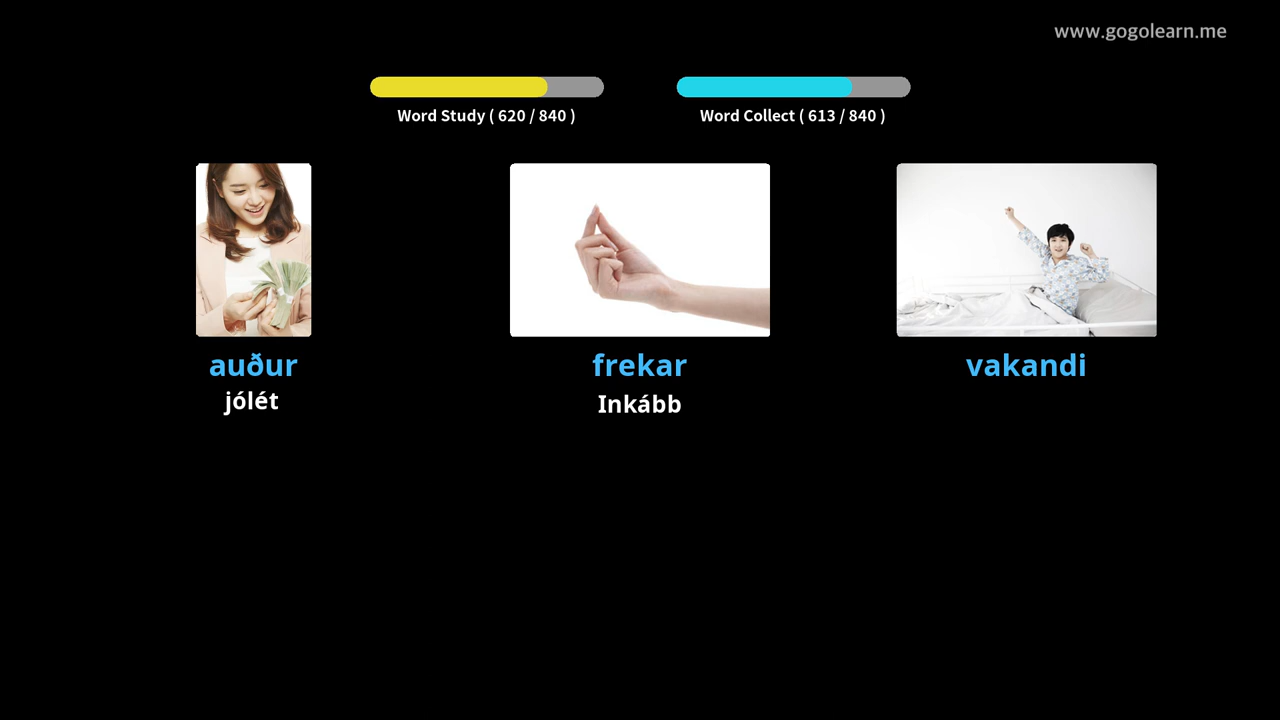 www.gogolearn.me
Word Study ( 620 / 840 )
Word Collect ( 613 / 840 )
auður
jólét
frekar
Inkább
vakandi